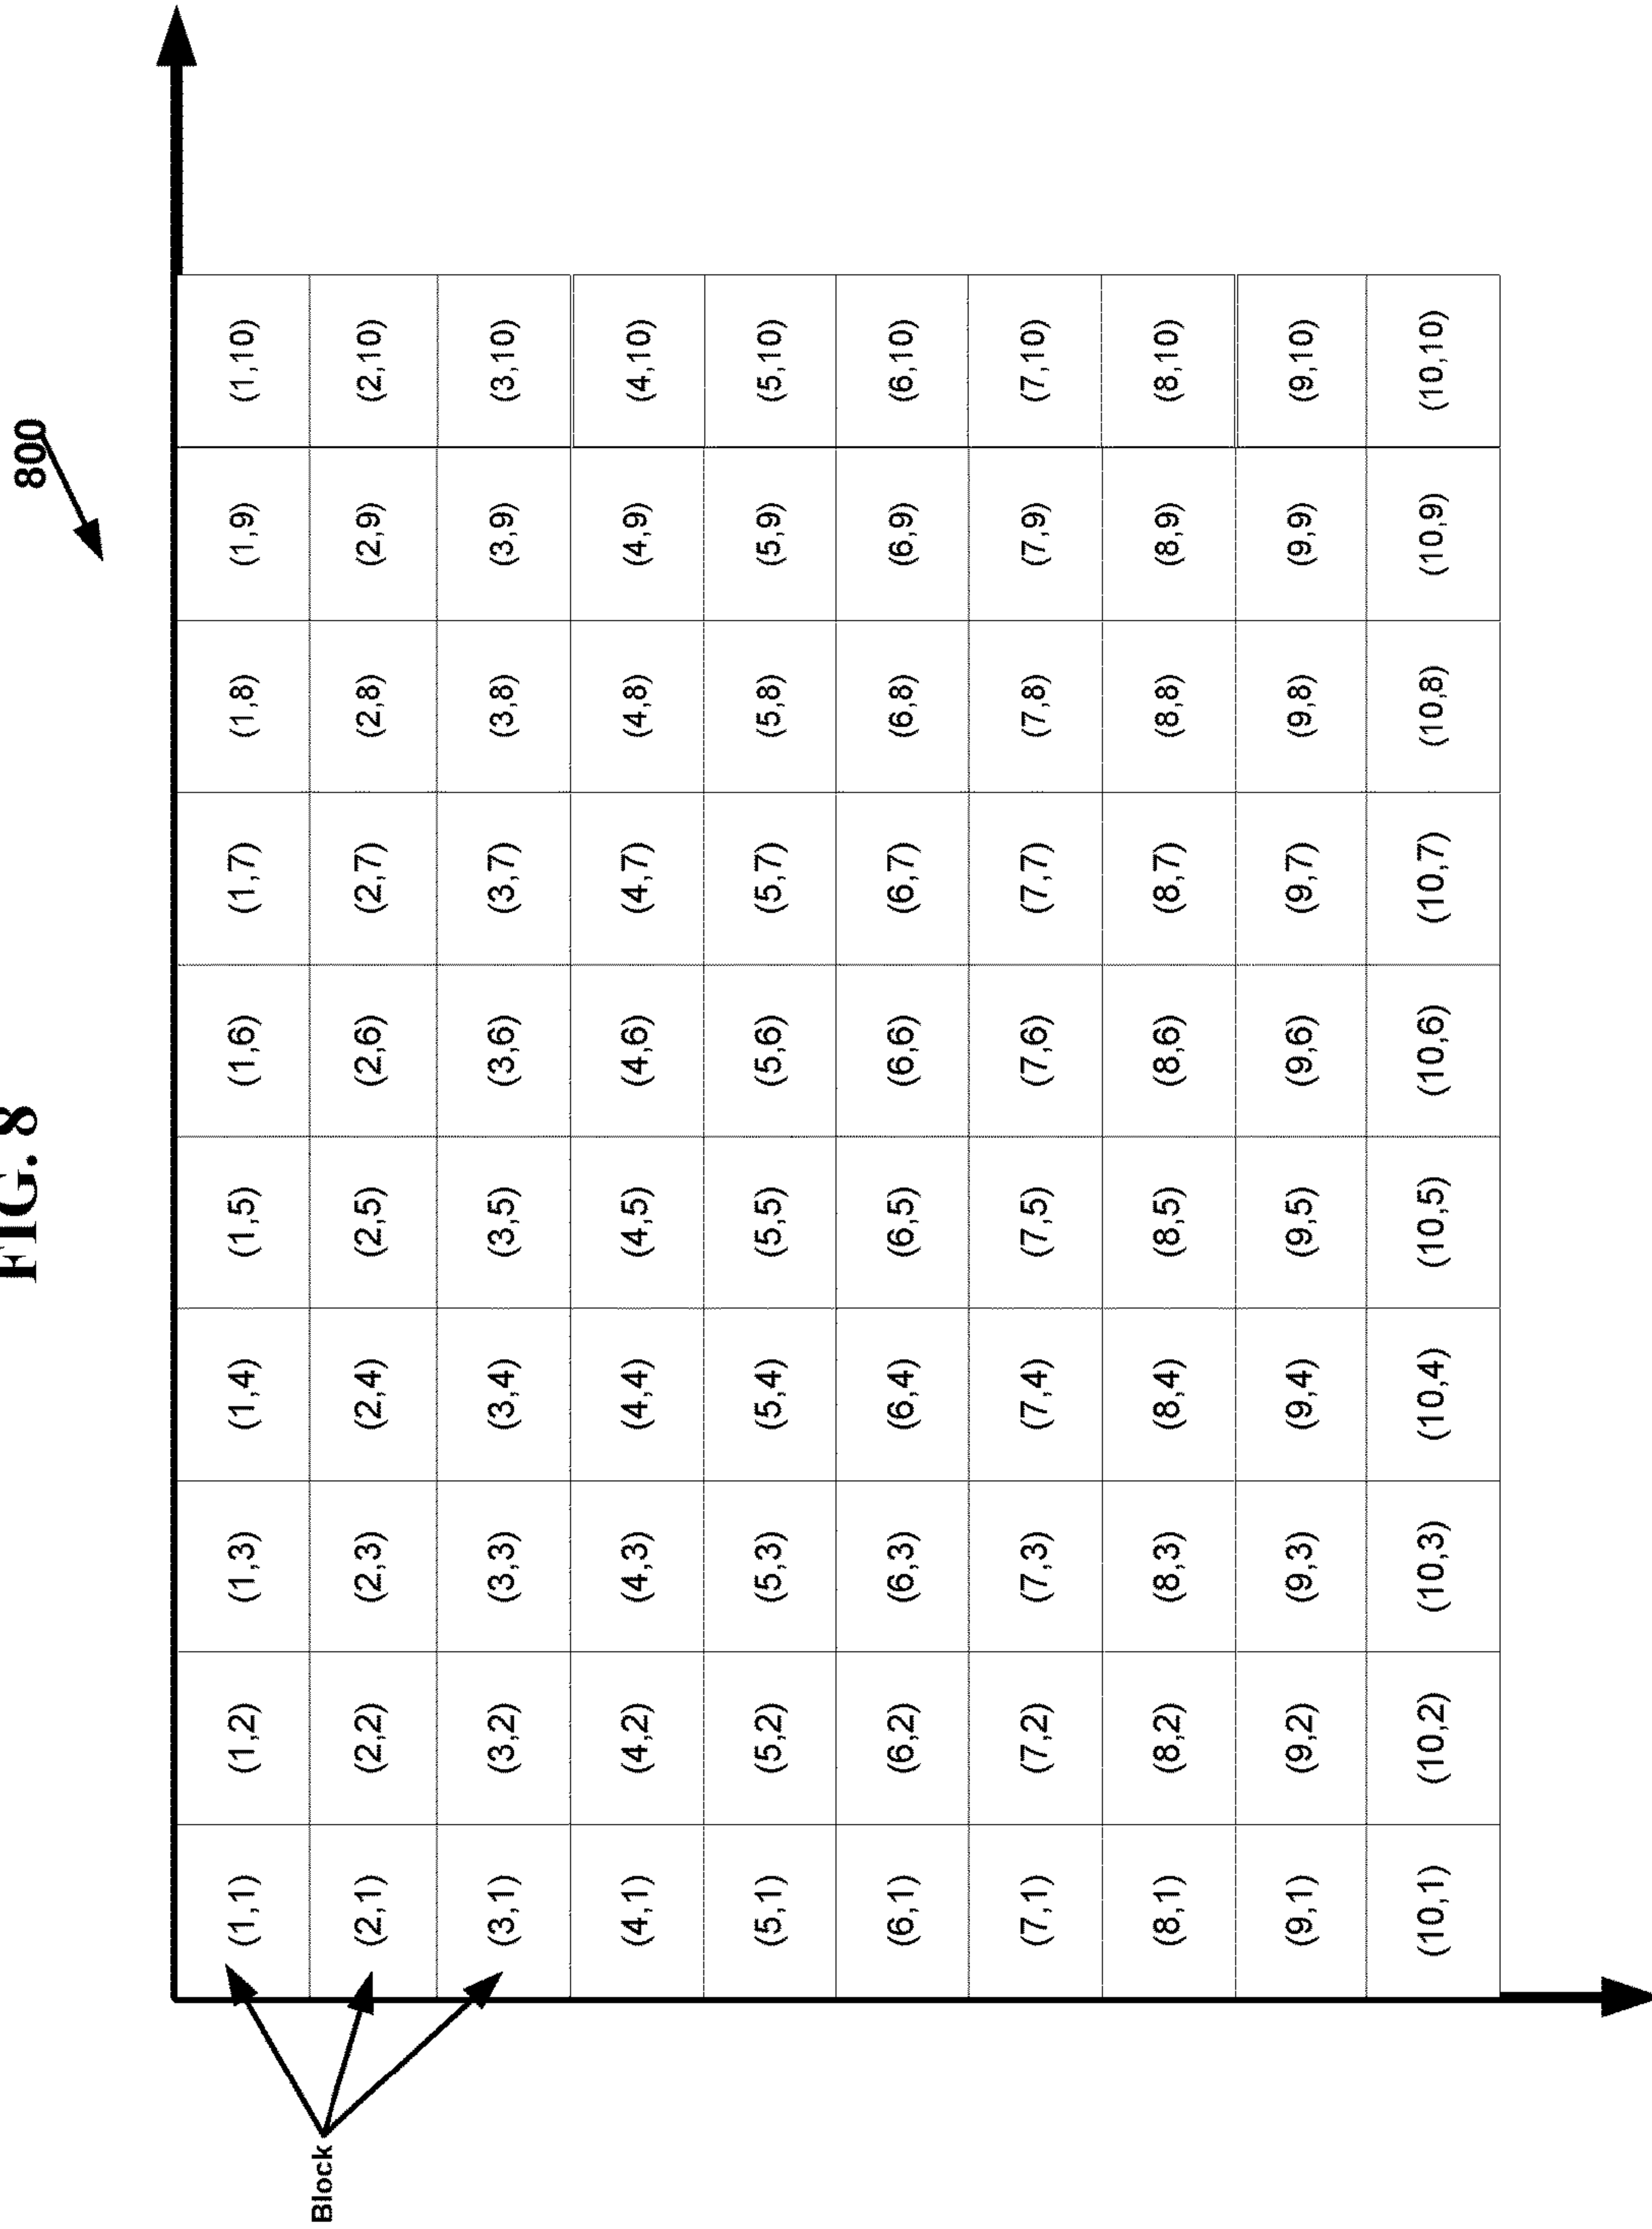 FIG. 8
800
(1,1) (1,2) (1,3) (1,4) (1,5) (1,6) (1,7) (1,8) (1,9) (1,10)
Block
(2,1) (2,2) (2,3) (2,4) (2,5) (2,6) (2,7) (2,8) (2,9) (2,10)
(3,1) (3,2) (3,3) (3,4) (3,5) (3,6) (3,7) (3,8) (3,9) (3,10)
(4,1) (4,2) (4,3) (4,4) (4,5) (4,6) (4,7) (4,8) (4,9) (4,10)
(5,1) (5,2) (5,3) (5,4) (5,5) (5,6) (5,7) (5,8) (5,9) (5,10)
(6,1) (6,2) (6,3) (6,4) (6,5) (6,6) (6,7) (6,8) (6,9) (6,10)
(7,1) (7,2) (7,3) (7,4) (7,5) (7,6) (7,7) (7,8) (7,9) (7,10)
(8,1) (8,2) (8,3) (8,4) (8,5) (8,6) (8,7) (8,8) (8,9) (8,10)
(9,1) (9,2) (9,3) (9,4) (9,5) (9,6) (9,7) (9,8) (9,9) (9,10)
(10,1) (10,2) (10,3) (10,4) (10,5) (10,6) (10,7) (10,8) (10,9) (10,10)